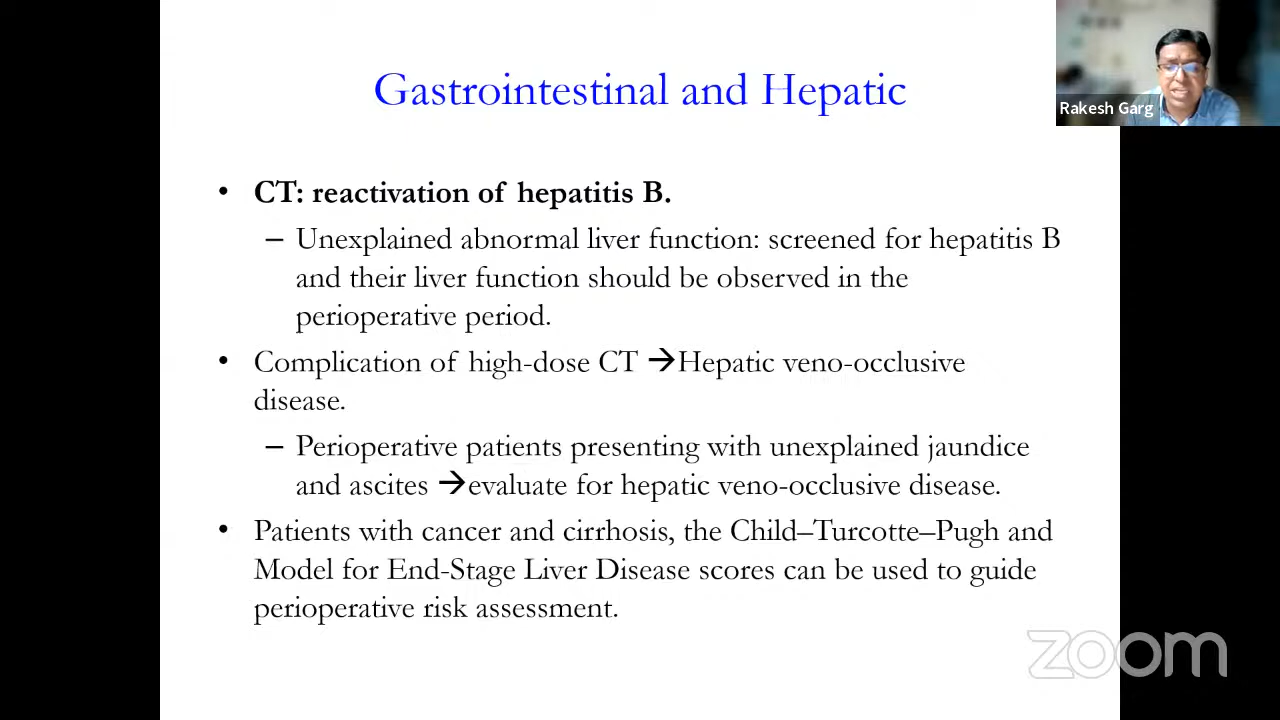 Gastrointestinal and Hepatic
Rakesh Garg
• CT: reactivation of hepatitis B.
– Unexplained abnormal liver function: screened for hepatitis B
and their liver function should be observed in the
perioperative period.
• Complication of high-dose CT →Hepatic veno-occlusive
disease.
– Perioperative patients presenting with unexplained jaundice
and ascites →evaluate for hepatic veno-occlusive disease.
• Patients with cancer and cirrhosis, the Child–Turcotte–Pugh and
Model for End-Stage Liver Disease scores can be used to guide
perioperative risk assessment.
zoom